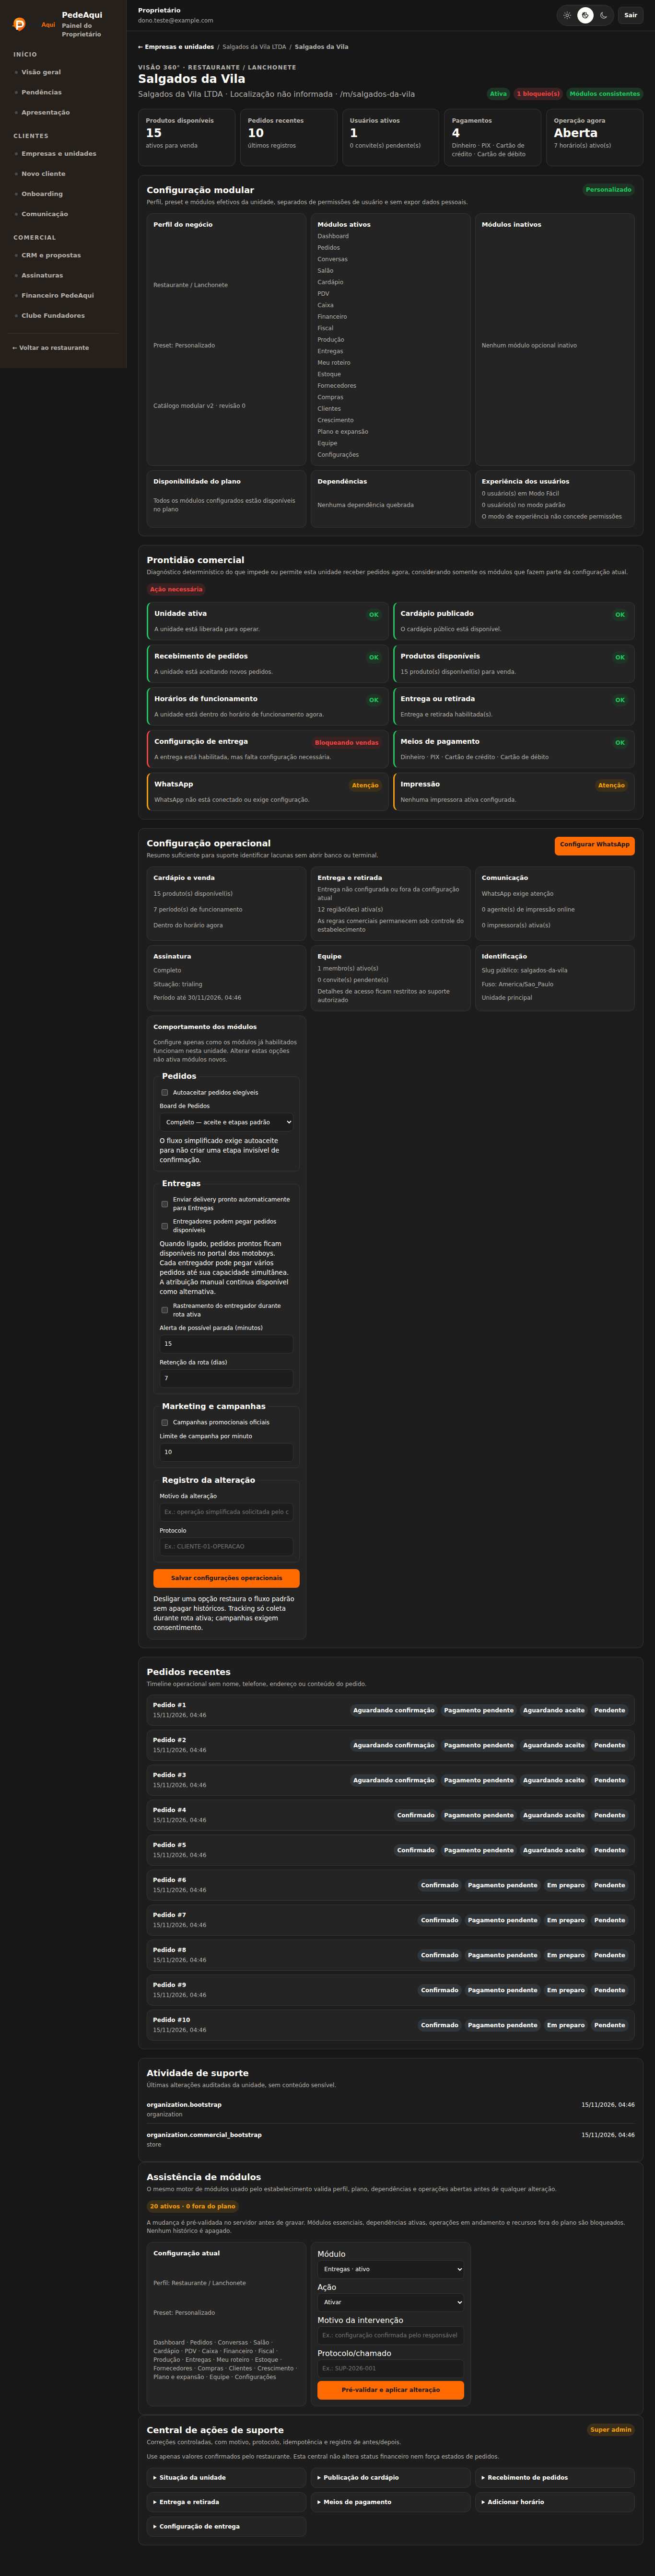 Aqui
PedeAqui
Painel do
Proprietário
INÍCIO
Visão geral
Pendências
Apresentação
CLIENTES
Empresas e unidades
Novo cliente
Onboarding
Comunicação
COMERCIAL
CRM e propostas
Assinaturas
Financeiro PedeAqui
Clube Fundadores
← Voltar ao restaurante
Proprietário
dono.teste@example.com
Sair
← Empresas e unidades / Salgados da Vila LTDA / Salgados da Vila
VISÃO 360° · RESTAURANTE / LANCHONETE
Salgados da Vila
Salgados da Vila LTDA · Localização não informada · /m/salgados-da-vila
Ativa
1 bloqueio(s)
Módulos consistentes
Produtos disponíveis
15
ativos para venda
Pedidos recentes
10
últimos registros
Usuários ativos
1
0 convite(s) pendente(s)
Pagamentos
4
Dinheiro · PIX · Cartão de
crédito · Cartão de débito
Operação agora
Aberta
7 horário(s) ativo(s)
Configuração modular
Personalizado
Perfil, preset e módulos efetivos da unidade, separados de permissões de usuário e sem expor dados pessoais.
Perfil do negócio
Restaurante / Lanchonete
Preset: Personalizado
Catálogo modular v2 · revisão 0
Módulos ativos
Dashboard
Pedidos
Conversas
Salão
Cardápio
PDV
Caixa
Financeiro
Fiscal
Produção
Entregas
Meu roteiro
Estoque
Fornecedores
Compras
Clientes
Crescimento
Plano e expansão
Equipe
Configurações
Módulos inativos
Nenhum módulo opcional inativo
Disponibilidade do plano
Todos os módulos configurados estão disponíveis
no plano
Dependências
Nenhuma dependência quebrada
Experiência dos usuários
0 usuário(s) em Modo Fácil
0 usuário(s) no modo padrão
O modo de experiência não concede permissões
Prontidão comercial
Diagnóstico determinístico do que impede ou permite esta unidade receber pedidos agora, considerando somente os módulos que fazem parte da configuração atual.
Ação necessária
Unidade ativa
OK
A unidade está liberada para operar.
Cardápio publicado
OK
O cardápio público está disponível.
Recebimento de pedidos
OK
A unidade está aceitando novos pedidos.
Produtos disponíveis
OK
15 produto(s) disponível(is) para venda.
Horários de funcionamento
OK
A unidade está dentro do horário de funcionamento agora.
Entrega ou retirada
OK
Entrega e retirada habilitada(s).
Configuração de entrega
Bloqueando vendas
A entrega está habilitada, mas falta configuração necessária.
Meios de pagamento
OK
Dinheiro · PIX · Cartão de crédito · Cartão de débito
WhatsApp
Atenção
WhatsApp não está conectado ou exige configuração.
Impressão
Atenção
Nenhuma impressora ativa configurada.
Configuração operacional
Configurar WhatsApp
Resumo suficiente para suporte identificar lacunas sem abrir banco ou terminal.
Cardápio e venda
15 produto(s) disponível(is)
7 período(s) de funcionamento
Dentro do horário agora
Entrega e retirada
Entrega não configurada ou fora da configuração
atual
12 região(ões) ativa(s)
As regras comerciais permanecem sob controle do
estabelecimento
Comunicação
WhatsApp exige atenção
0 agente(s) de impressão online
0 impressora(s) ativa(s)
Assinatura
Completo
Situação: trialing
Período até 30/11/2026, 04:46
Equipe
1 membro(s) ativo(s)
0 convite(s) pendente(s)
Detalhes de acesso ficam restritos ao suporte
autorizado
Identificação
Slug público: salgados-da-vila
Fuso: America/Sao_Paulo
Unidade principal
Comportamento dos módulos
Configure apenas como os módulos já habilitados
funcionam nesta unidade. Alterar estas opções
não ativa módulos novos.
Pedidos
Autoaceitar pedidos elegíveis
Board de Pedidos
Completo — aceite e etapas padrão
O fluxo simplificado exige autoaceite
para não criar uma etapa invisível de
confirmação.
Entregas
Enviar delivery pronto automaticamente
para Entregas
Entregadores podem pegar pedidos
disponíveis
Quando ligado, pedidos prontos ficam
disponíveis no portal dos motoboys.
Cada entregador pode pegar vários
pedidos até sua capacidade simultânea.
A atribuição manual continua disponível
como alternativa.
Rastreamento do entregador durante
rota ativa
Alerta de possível parada (minutos)
15
Retenção da rota (dias)
7
Marketing e campanhas
Campanhas promocionais oficiais
Limite de campanha por minuto
10
Registro da alteração
Motivo da alteração
Ex.: operação simplificada solicitada pelo c
Protocolo
Ex.: CLIENTE-01-OPERACAO
Salvar configurações operacionais
Desligar uma opção restaura o fluxo padrão
sem apagar históricos. Tracking só coleta
durante rota ativa; campanhas exigem
consentimento.
Pedidos recentes
Timeline operacional sem nome, telefone, endereço ou conteúdo do pedido.
Pedido #1
15/11/2026, 04:46
Aguardando confirmação Pagamento pendente Aguardando aceite Pendente
Pedido #2
15/11/2026, 04:46
Aguardando confirmação Pagamento pendente Aguardando aceite Pendente
Pedido #3
15/11/2026, 04:46
Aguardando confirmação Pagamento pendente Aguardando aceite Pendente
Pedido #4
15/11/2026, 04:46
Confirmado Pagamento pendente Aguardando aceite Pendente
Pedido #5
15/11/2026, 04:46
Confirmado Pagamento pendente Aguardando aceite Pendente
Pedido #6
15/11/2026, 04:46
Confirmado Pagamento pendente Em preparo Pendente
Pedido #7
15/11/2026, 04:46
Confirmado Pagamento pendente Em preparo Pendente
Pedido #8
15/11/2026, 04:46
Confirmado Pagamento pendente Em preparo Pendente
Pedido #9
15/11/2026, 04:46
Confirmado Pagamento pendente Em preparo Pendente
Pedido #10
15/11/2026, 04:46
Confirmado Pagamento pendente Em preparo Pendente
Atividade de suporte
Últimas alterações auditadas da unidade, sem conteúdo sensível.
organization.bootstrap
15/11/2026, 04:46
organization
organization.commercial_bootstrap
15/11/2026, 04:46
store
Assistência de módulos
O mesmo motor de módulos usado pelo estabelecimento valida perfil, plano, dependências e operações abertas antes de qualquer alteração.
20 ativos · 0 fora do plano
A mudança é pré-validada no servidor antes de gravar. Módulos essenciais, dependências ativas, operações em andamento e recursos fora do plano são bloqueados.
Nenhum histórico é apagado.
Configuração atual
Perfil: Restaurante / Lanchonete
Preset: Personalizado
Dashboard · Pedidos · Conversas · Salão ·
Cardápio · PDV · Caixa · Financeiro · Fiscal ·
Produção · Entregas · Meu roteiro · Estoque ·
Fornecedores · Compras · Clientes · Crescimento ·
Plano e expansão · Equipe · Configurações
Módulo
Entregas · ativo
Ação
Ativar
Motivo da intervenção
Ex.: configuração confirmada pelo responsável
Protocolo/chamado
Ex.: SUP-2026-001
Pré-validar e aplicar alteração
Central de ações de suporte
Super admin
Correções controladas, com motivo, protocolo, idempotência e registro de antes/depois.
Use apenas valores confirmados pelo restaurante. Esta central não altera status financeiro nem força estados de pedidos.
Situação da unidade
Publicação do cardápio
Recebimento de pedidos
Entrega e retirada
Meios de pagamento
Adicionar horário
Configuração de entrega